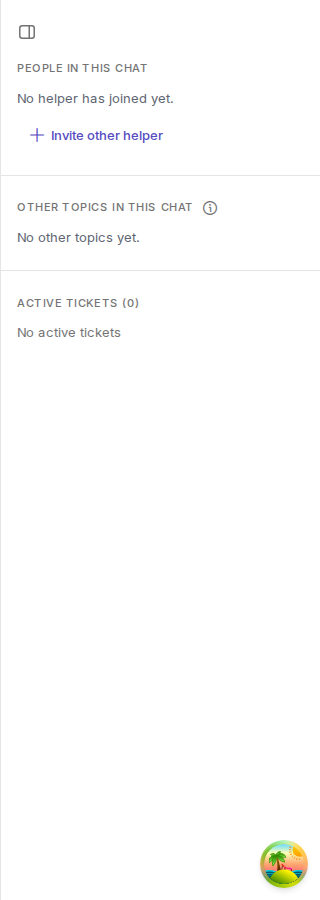 PEOPLE IN THIS CHAT
No helper has joined yet.
Invite other helper
OTHER TOPICS IN THIS CHAT
No other topics yet.
ACTIVE TICKETS (0)
No active tickets